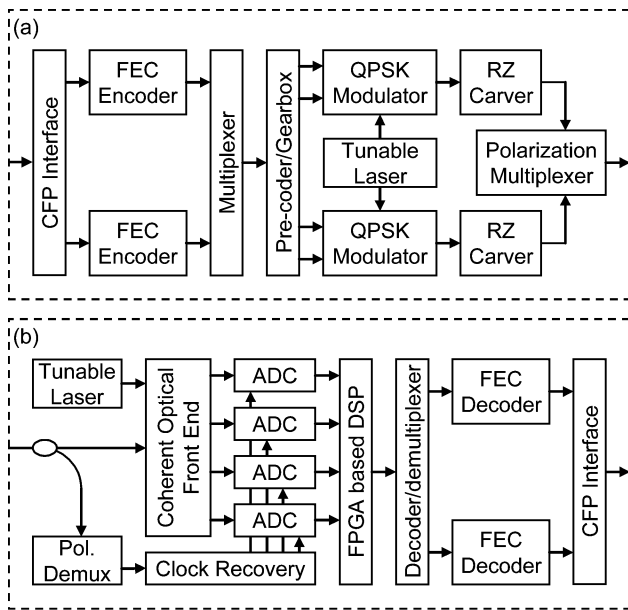 (a)
CFP Interface
FEC
Encoder
FEC
Encoder
Multiplexer
Pre-coder/Gearbox
QPSK
Modulator
Tunable
Laser
QPSK
Modulator
RZ
Carver
RZ
Carver
Polarization
Multiplexer
(b)
Tunable
Laser
Pol.
Demux
Coherent Optical
Front End
Clock Recovery
ADC
ADC
ADC
ADC
FPGA based DSP
Decoder/demultiplexer
FEC
Decoder
FEC
Decoder
CFP Interface